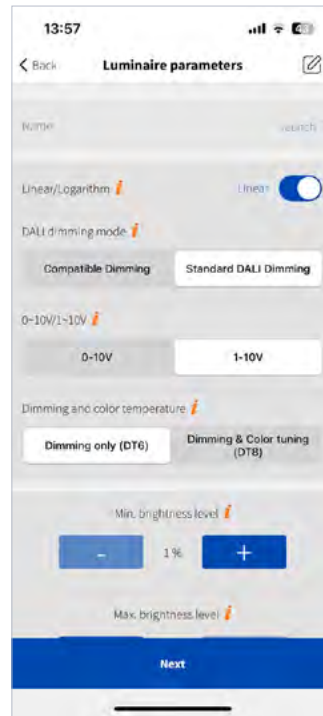 13:57
Back Luminaire parameters
Name
Linear/Logarithm i Linear
DALI dimming mode i
Compatible Dimming Standard DALI Dimming
0-10V/1-10V i
0-10V 1-10V
Dimming and color temperature i
Dimming only (DT6) Dimming & Color tuning
(DT8)
Min. brightness level i
- 1 % +
Max. brightness level i
Next